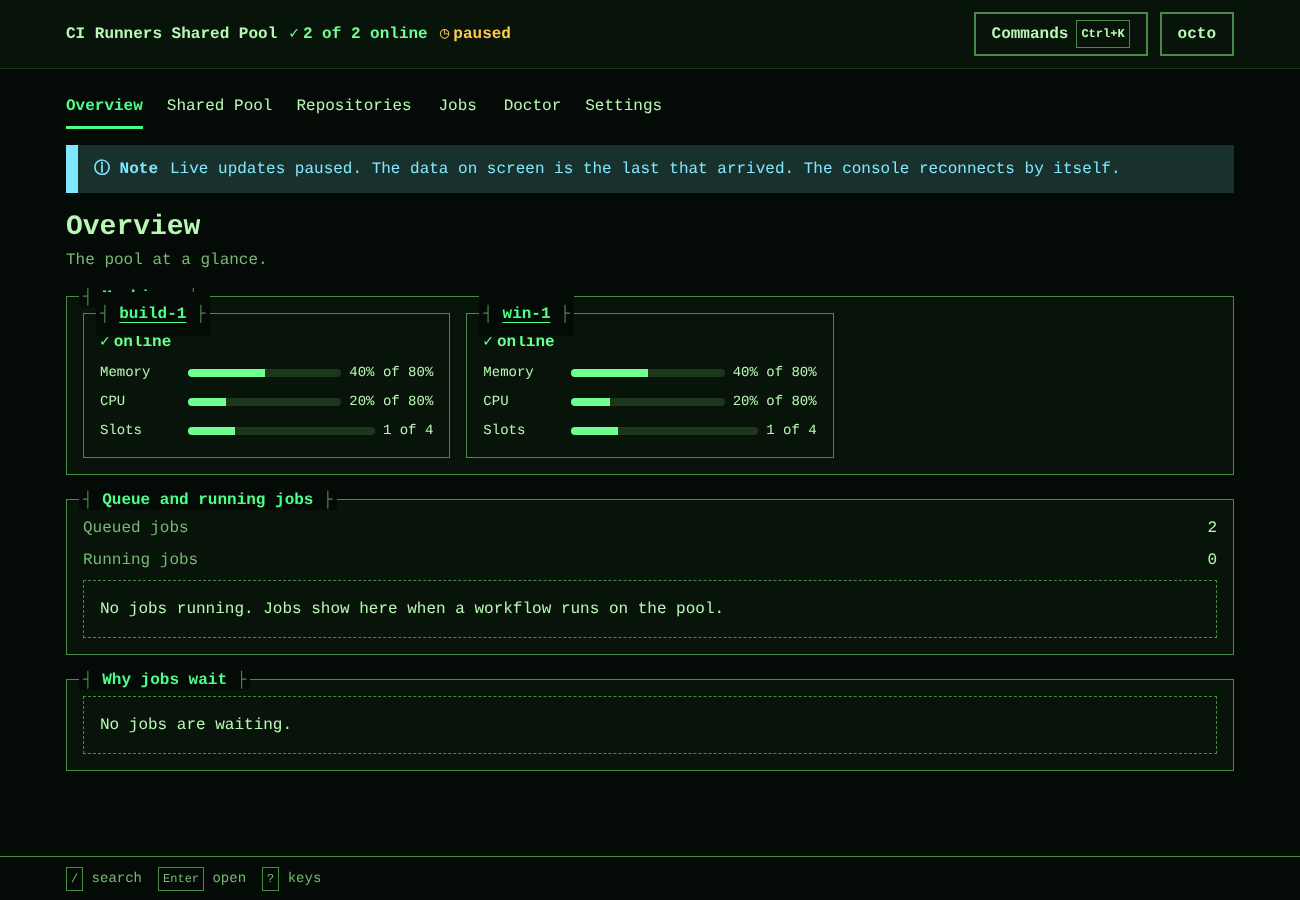 CI Runners Shared Pool ✓ 2 of 2 online ◷ paused
Commands Ctrl+K octo
Overview Shared Pool Repositories Jobs Doctor Settings
ⓘ Note Live updates paused. The data on screen is the last that arrived. The console reconnects by itself.
Overview
The pool at a glance.
build-1
✓ online
Memory 40% of 80%
CPU 20% of 80%
Slots 1 of 4
win-1
✓ online
Memory 40% of 80%
CPU 20% of 80%
Slots 1 of 4
Queue and running jobs
Queued jobs 2
Running jobs 0
No jobs running. Jobs show here when a workflow runs on the pool.
Why jobs wait
No jobs are waiting.
/ search Enter open ? keys